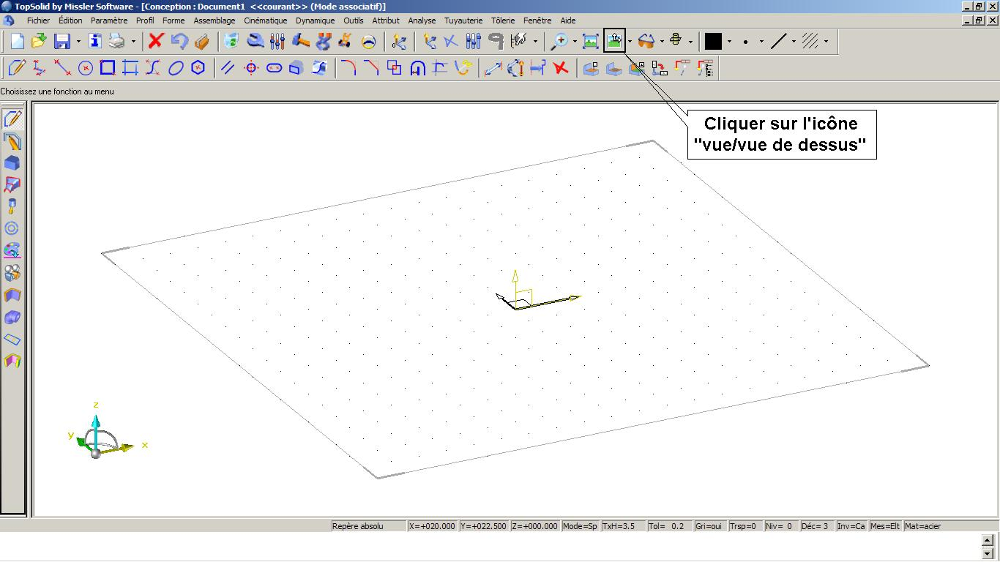 TopSolid by Missler Software - [Conception : Document1 <<courant>> (Mode associatif)]
Fichier Édition Paramètre Profil Forme Assemblage Cinématique Dynamique Outils Attribut Analyse Tuyauterie Tôlerie Fenêtre Aide
Choisissez une fonction au menu
Cliquer sur l'icône
"vue/vue de dessus"
z
y
x
Repère absolu X=+020.000 Y=+022.500 Z=+000.000 Mode=Sp TxH=3.5 Tol= 0.2 Gri=oui Trsp=0 Niv= 0 Déc= 3 Inv=Ca Mes=Elt Mat=acier